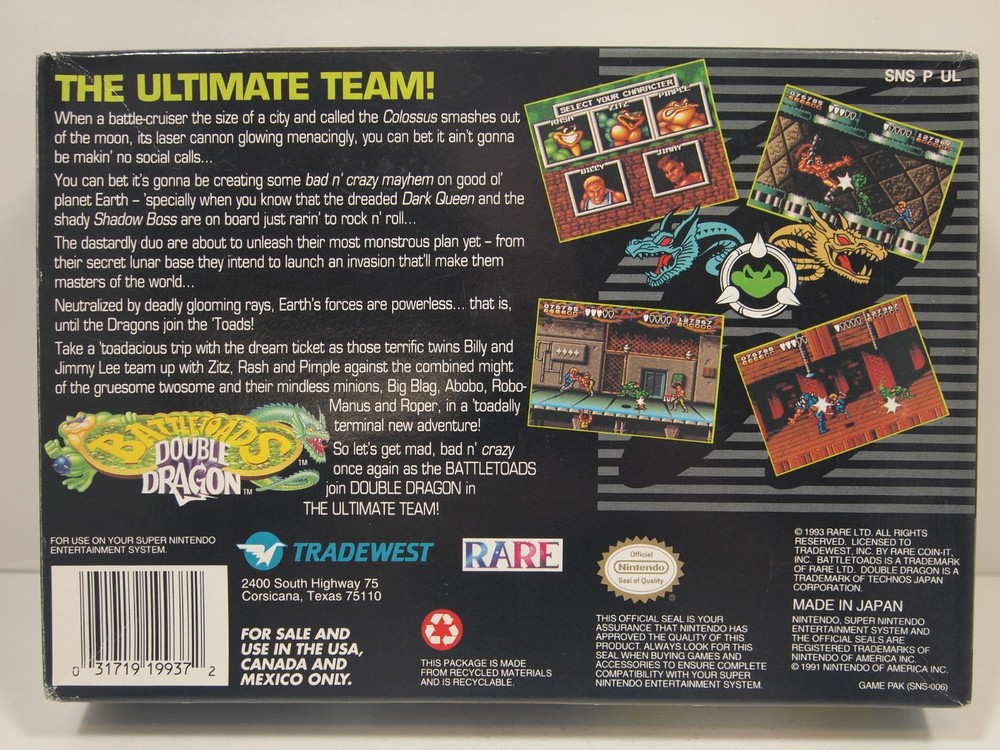 THE ULTIMATE TEAM!
When a battle-cruiser the size of a city and called the Colossus smashes out
of the moon, its laser cannon glowing menacingly, you can bet it ain't gonna
be makin' no social calls...
You can bet it's gonna be creating some bad n' crazy mayhem on good ol'
planet Earth – 'specially when you know that the dreaded Dark Queen and the
shady Shadow Boss are on board just rarin' to rock n' roll...
The dastardly duo are about to unleash their most monstrous plan yet – from
their secret lunar base they intend to launch an invasion that'll make them
masters of the world...
Neutralized by deadly glooming rays, Earth's forces are powerless... that is,
until the Dragons join the 'Toads!
Take a 'toadacious trip with the dream ticket as those terrific twins Billy and
Jimmy Lee team up with Zitz, Rash and Pimple against the combined might
of the gruesome twosome and their mindless minions, Big Blag, Abobo, Robo-
Manus and Roper, in a 'toadally
terminal new adventure!
So let's get mad, bad n' crazy
once again as the BATTLETOADS
join DOUBLE DRAGON in
THE ULTIMATE TEAM!
BATTLETOADS
DOUBLE
DRAGON™
™
SNS P UL
SELECT YOUR CHARACTER
RASH
ZITZ
PIMPLE
BILLY
JIMMY
FOR USE ON YOUR SUPER NINTENDO
ENTERTAINMENT SYSTEM.
0 31719 19937 2
TRADEWEST
2400 South Highway 75
Corsicana, Texas 75110
FOR SALE AND
USE IN THE USA,
CANADA AND
MEXICO ONLY.
RARE
THIS PACKAGE IS MADE
FROM RECYCLED MATERIALS
AND IS RECYCLABLE.
Official
Nintendo
Seal of Quality
THIS OFFICIAL SEAL IS YOUR
ASSURANCE THAT NINTENDO HAS
APPROVED THE QUALITY OF THIS
PRODUCT. ALWAYS LOOK FOR THIS
SEAL WHEN BUYING GAMES AND
ACCESSORIES TO ENSURE COMPLETE
COMPATIBILITY WITH YOUR SUPER
NINTENDO ENTERTAINMENT SYSTEM.
© 1993 RARE LTD. ALL RIGHTS
RESERVED. LICENSED TO
TRADEWEST, INC. BY RARE COIN-IT,
INC. BATTLETOADS IS A TRADEMARK
OF RARE LTD. DOUBLE DRAGON IS A
TRADEMARK OF TECHNOS JAPAN
CORPORATION.
MADE IN JAPAN
NINTENDO, SUPER NINTENDO
ENTERTAINMENT SYSTEM AND
THE OFFICIAL SEALS ARE
REGISTERED TRADEMARKS OF
NINTENDO OF AMERICA INC.
© 1991 NINTENDO OF AMERICA INC.
GAME PAK (SNS-006)